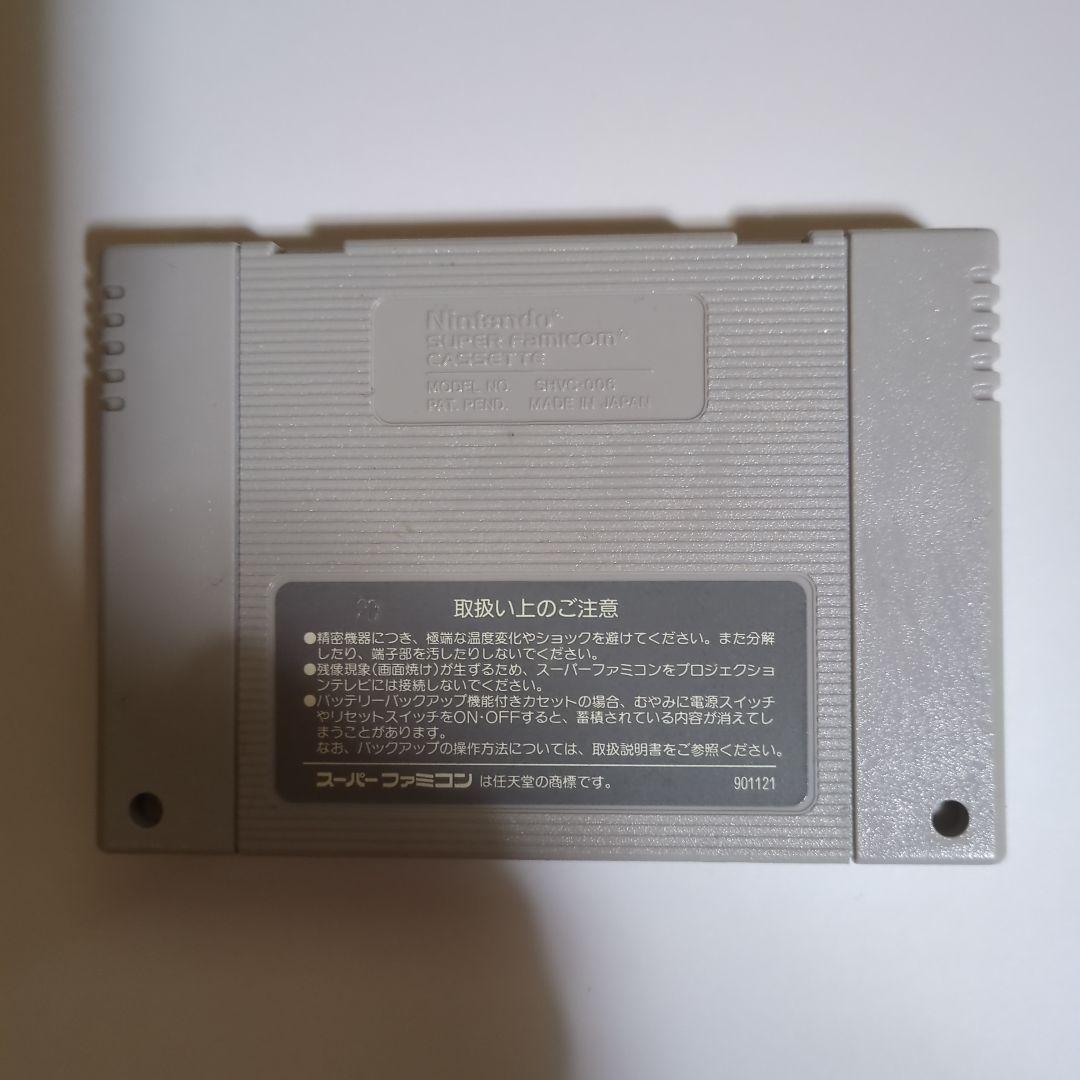 Nintendo
SUPER Famicom
CASSETTE
MODEL NO. SHVC-006
PAT. PEND. MADE IN JAPAN
取扱い上のご注意
●精密機器につき、極端な温度変化やショックを避けてください。また分解
したり、端子部を汚したりしないでください。
●残像現象(画面焼け)が生ずるため、スーパーファミコンをプロジェクショ
ンテレビには接続しないでください。
●バッテリーバックアップ機能付きカセットの場合、むやみに電源スイッチ
やリセットスイッチをON・OFFすると、蓄積されている内容が消えてし
まうことがあります。
なお、バックアップの操作方法については、取扱説明書をご参照ください。
スーパーファミコン は任天堂の商標です。 901121